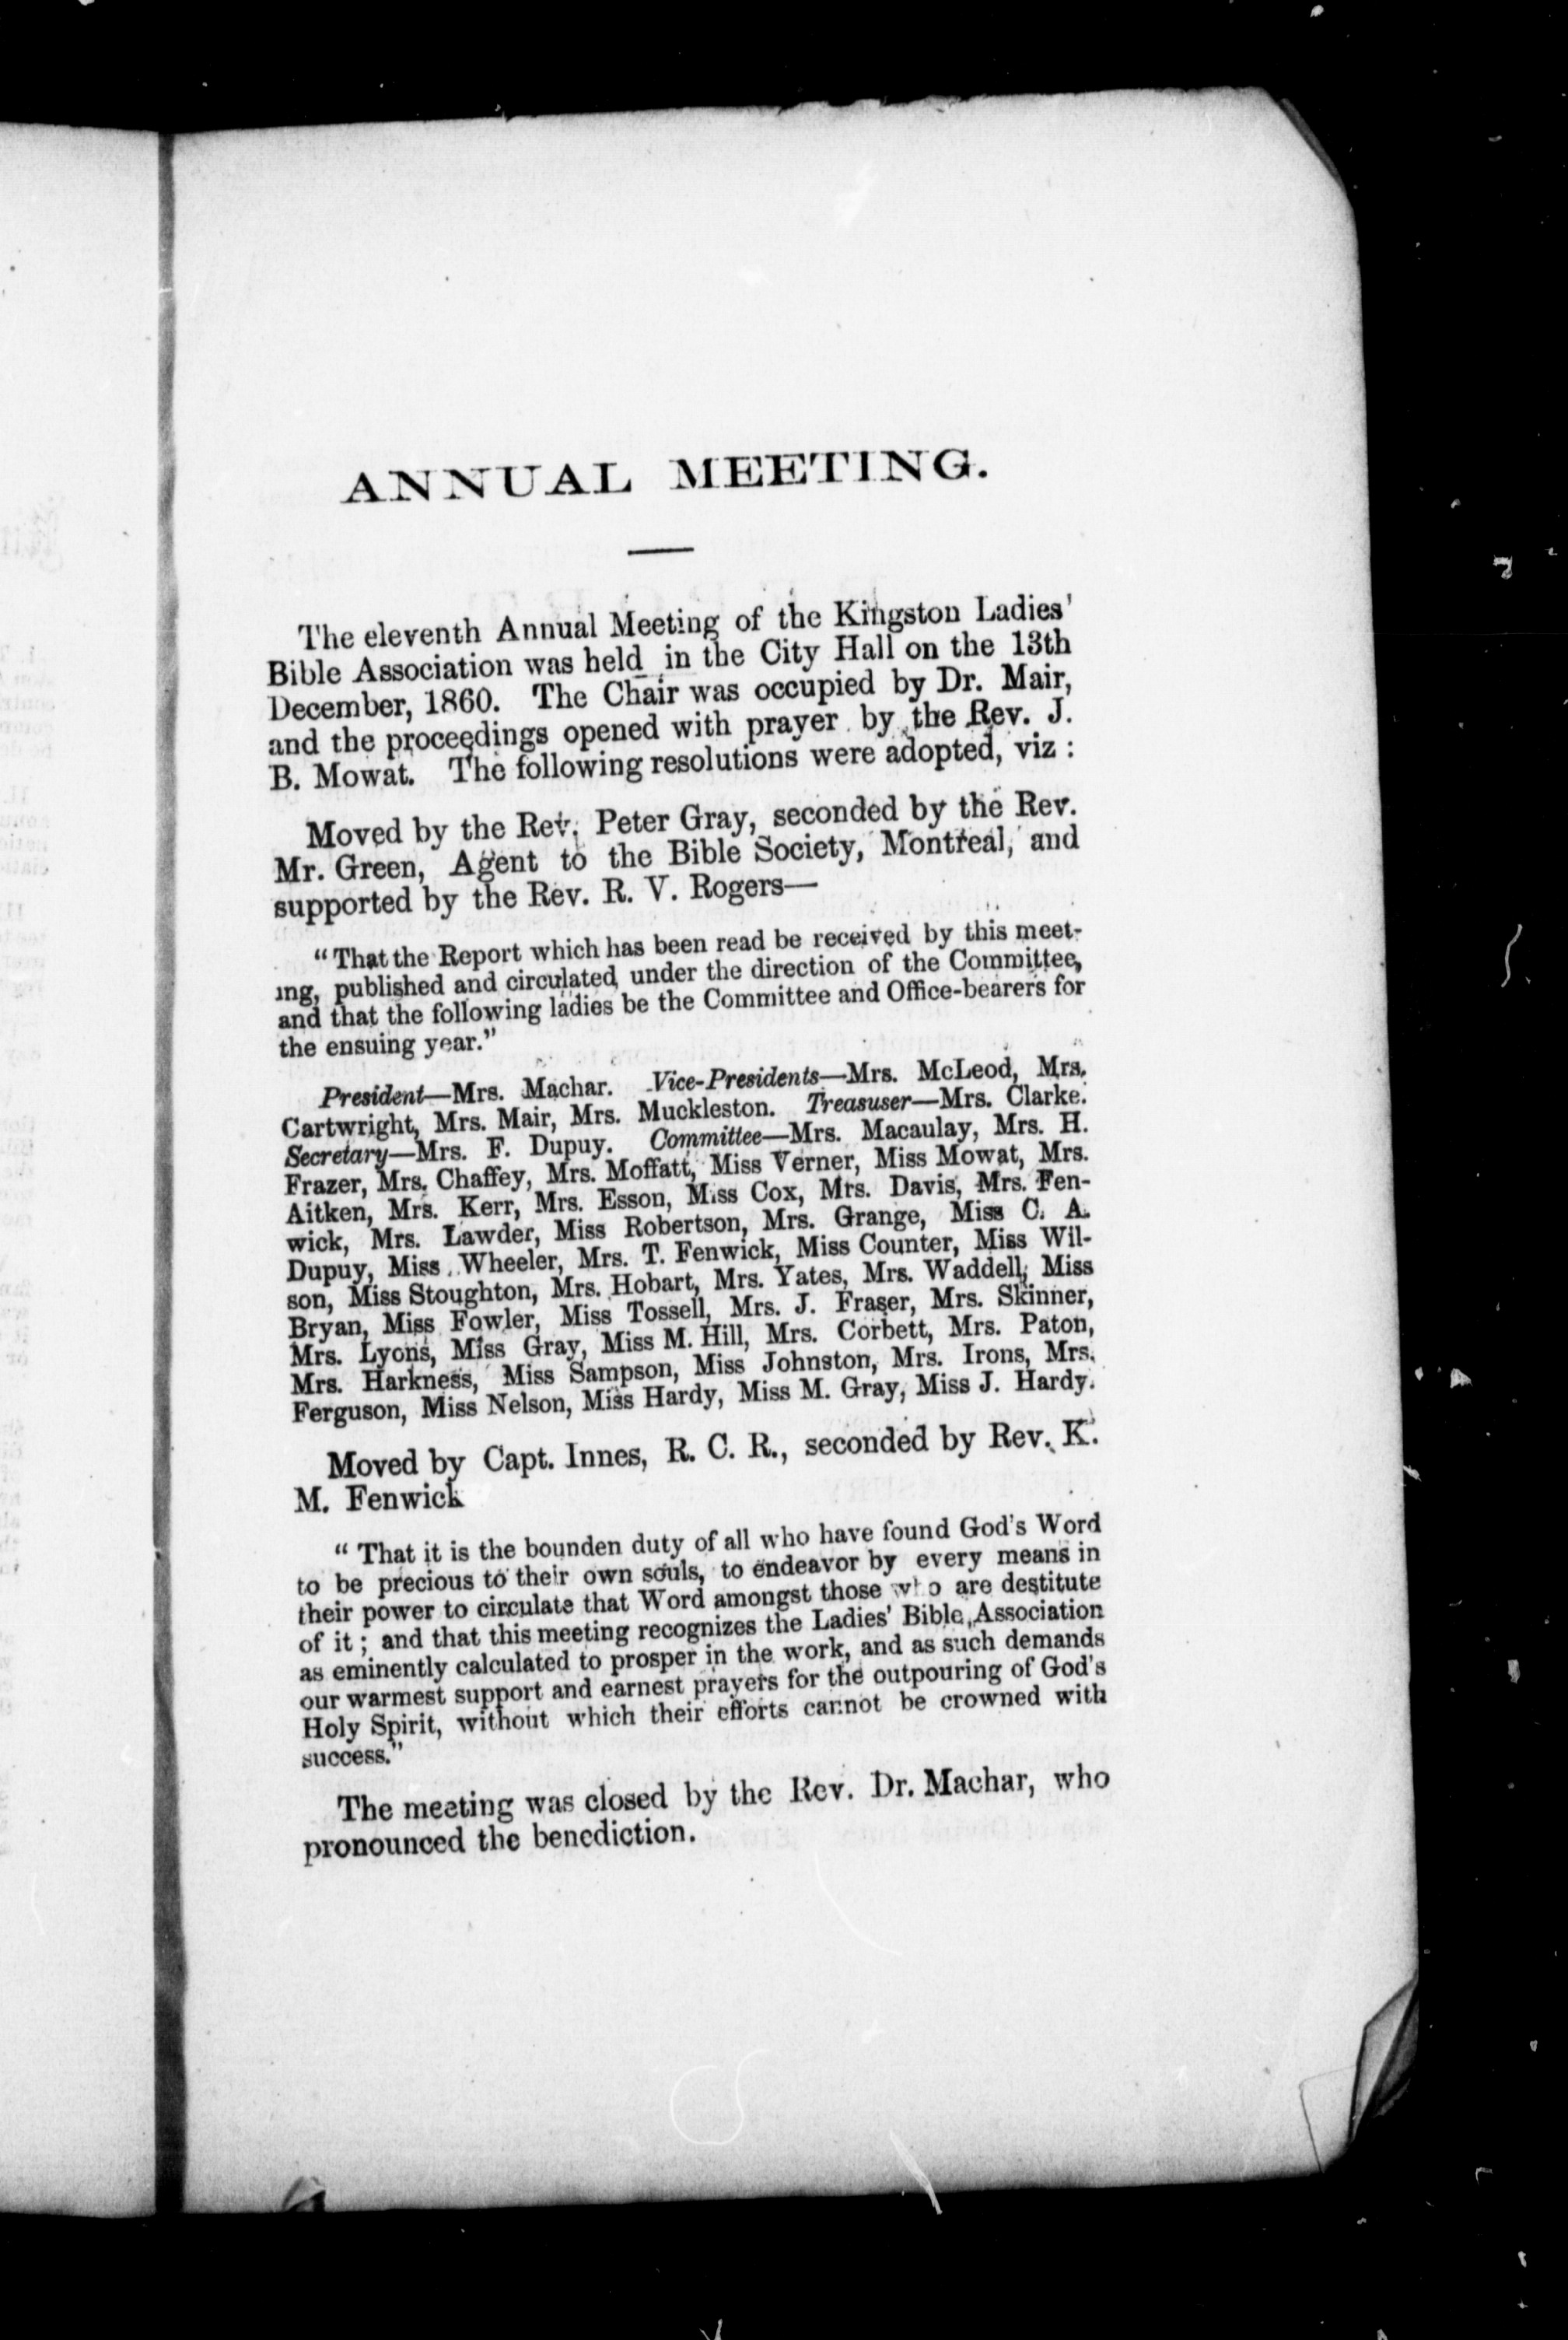 ANNUAL MEETING.
The eleventh Annual Meeting of the Kingston Ladies'
Bible Association was held in the City Hall on the 13th
December, 1860. The Chair was occupied by Dr. Mair,
and the proceedings opened with prayer by the Rev. J.
B. Mowat. The following resolutions were adopted, viz :
Moved by the Rev. Peter Gray, seconded by the Rev.
Mr. Green, Agent to the Bible Society, Montreal, and
supported by the Rev. R. V. Rogers—
"That the Report which has been read be received by this meet-
ing, published and circulated under the direction of the Committee,
and that the following ladies be the Committee and Office-bearers for
the ensuing year."
President—Mrs. Machar. Vice-Presidents—Mrs. McLeod, Mrs.
Cartwright, Mrs. Mair, Mrs. Muckleston. Treasuser—Mrs. Clarke.
Secretary—Mrs. F. Dupuy. Committee—Mrs. Macaulay, Mrs. H.
Frazer, Mrs. Chaffey, Mrs. Moffatt, Miss Verner, Miss Mowat, Mrs.
Aitken, Mrs. Kerr, Mrs. Esson, Miss Cox, Mrs. Davis, Mrs. Fen-
wick, Mrs. Lawder, Miss Robertson, Mrs. Grange, Miss C. A.
Dupuy, Miss Wheeler, Mrs. T. Fenwick, Miss Counter, Miss Wil-
son, Miss Stoughton, Mrs. Hobart, Mrs. Yates, Mrs. Waddell, Miss
Bryan, Miss Fowler, Miss Tossell, Mrs. J. Fraser, Mrs. Skinner,
Mrs. Lyons, Miss Gray, Miss M. Hill, Mrs. Corbett, Mrs. Paton,
Mrs. Harkness, Miss Sampson, Miss Johnston, Mrs. Irons, Mrs.
Ferguson, Miss Nelson, Miss Hardy, Miss M. Gray, Miss J. Hardy.
Moved by Capt. Innes, R. C. R., seconded by Rev. K.
M. Fenwick
" That it is the bounden duty of all who have found God's Word
to be precious to their own souls, to endeavor by every means in
their power to circulate that Word amongst those who are destitute
of it ; and that this meeting recognizes the Ladies' Bible Association
as eminently calculated to prosper in the work, and as such demands
our warmest support and earnest prayers for the outpouring of God's
Holy Spirit, without which their efforts cannot be crowned with
success."
The meeting was closed by the Rev. Dr. Machar, who
pronounced the benediction.